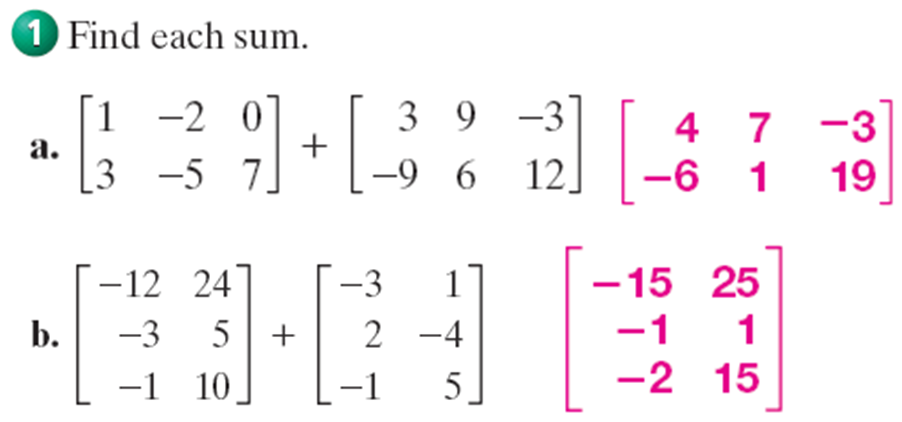 1 Find each sum.
a. [1 −2 0] + [3 9 −3] [4 7 −3]
[3 −5 7] [−9 6 12] [−6 1 19]
b. [−12 24] [−3 1] [−15 25]
[−3 5] + [2 −4] [−1 1]
[−1 10] [−1 5] [−2 15]